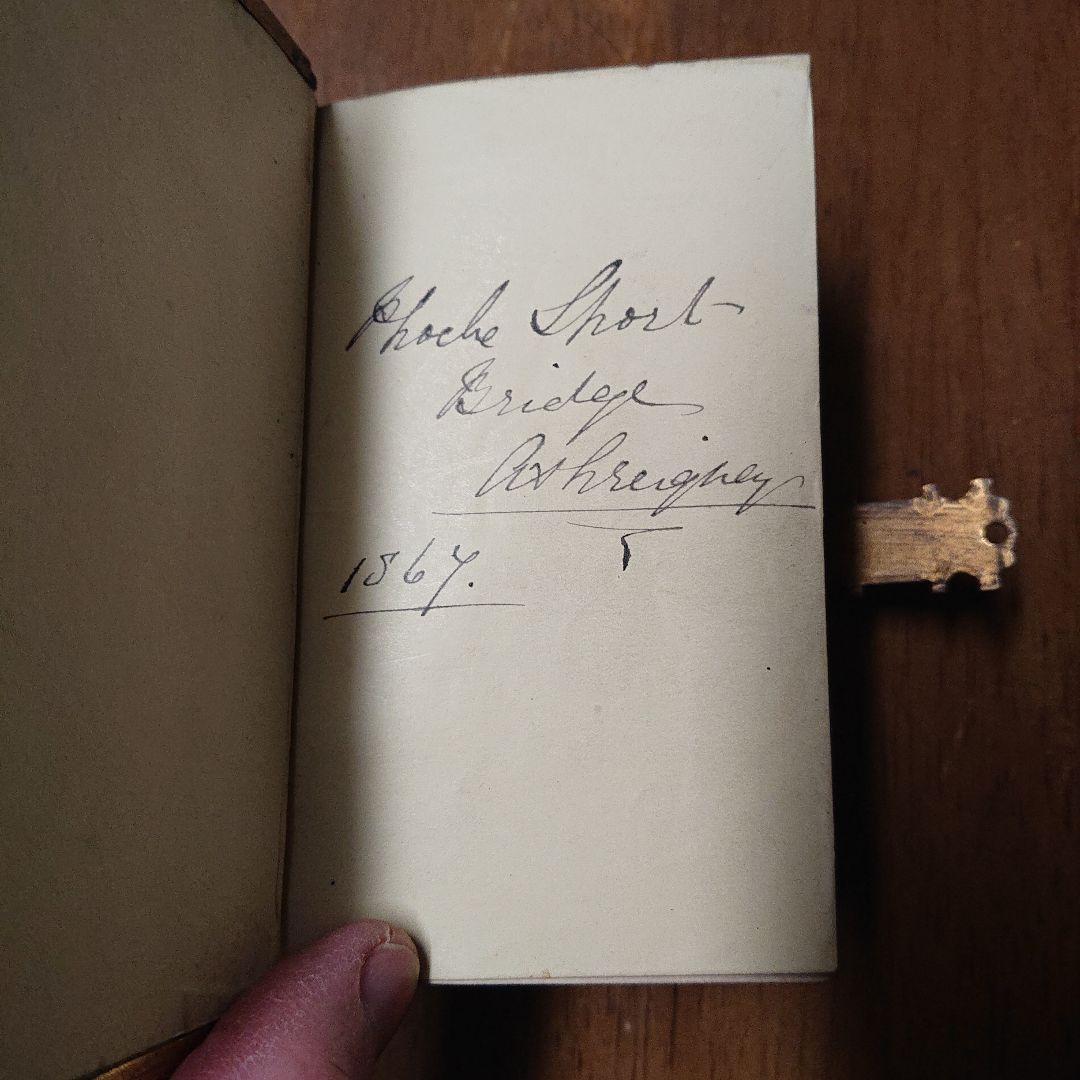 Phoebe Short
Bridge
Ashreigney
1867.